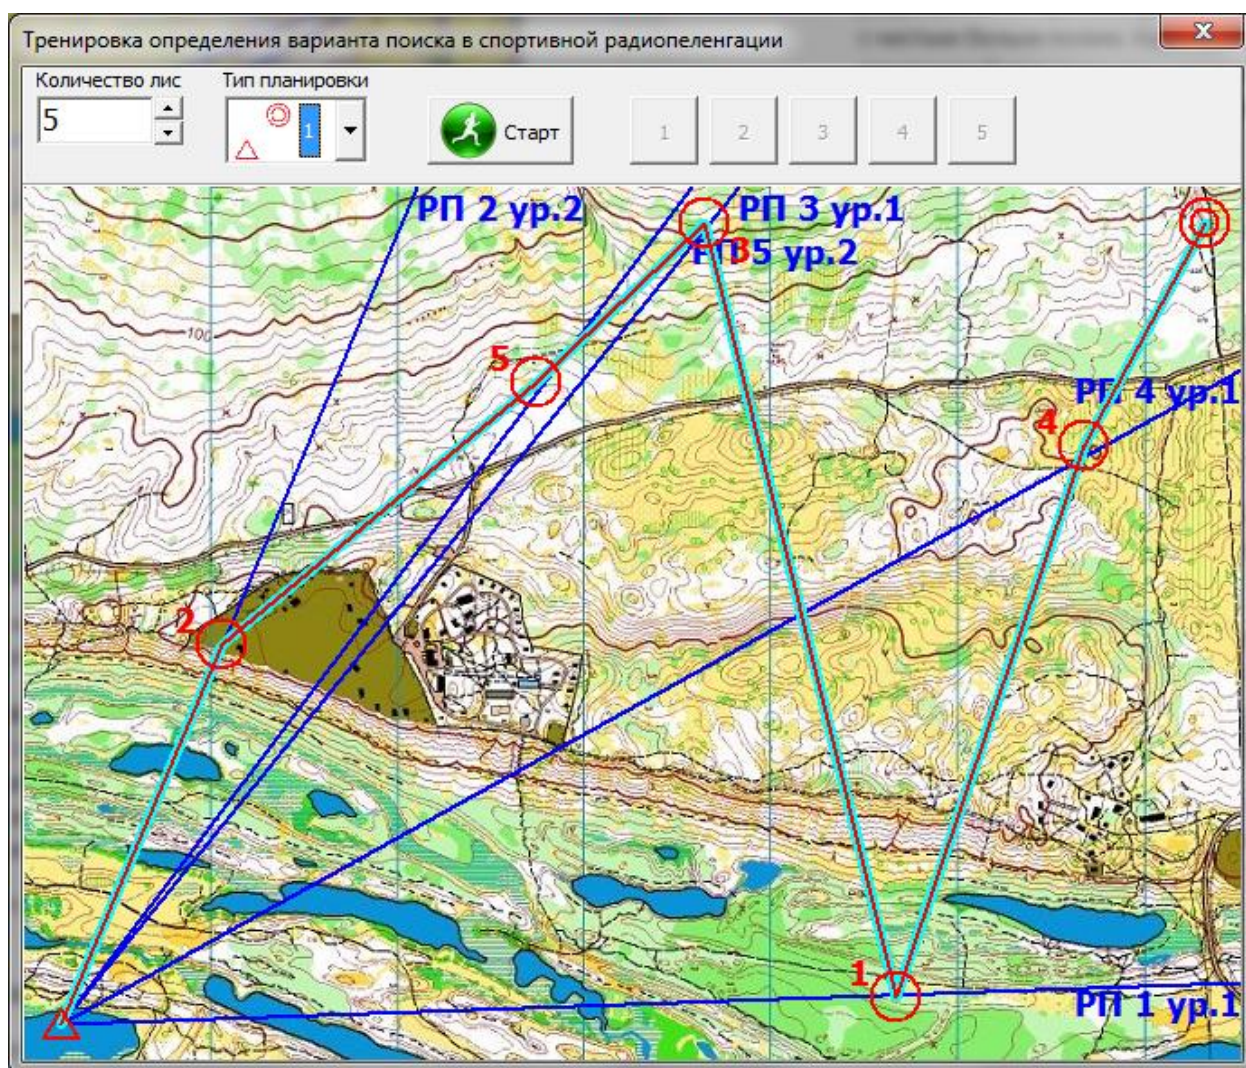 Тренировка определения варианта поиска в спортивной радиопеленгации
Количество лис
Тип планировки
5
1
Старт
1
2
3
4
5
РП 2 ур.2
РП 3 ур.1
3
5 ур.2
100
5
РП 4 ур.1
4
2
1
РП 1 ур.1